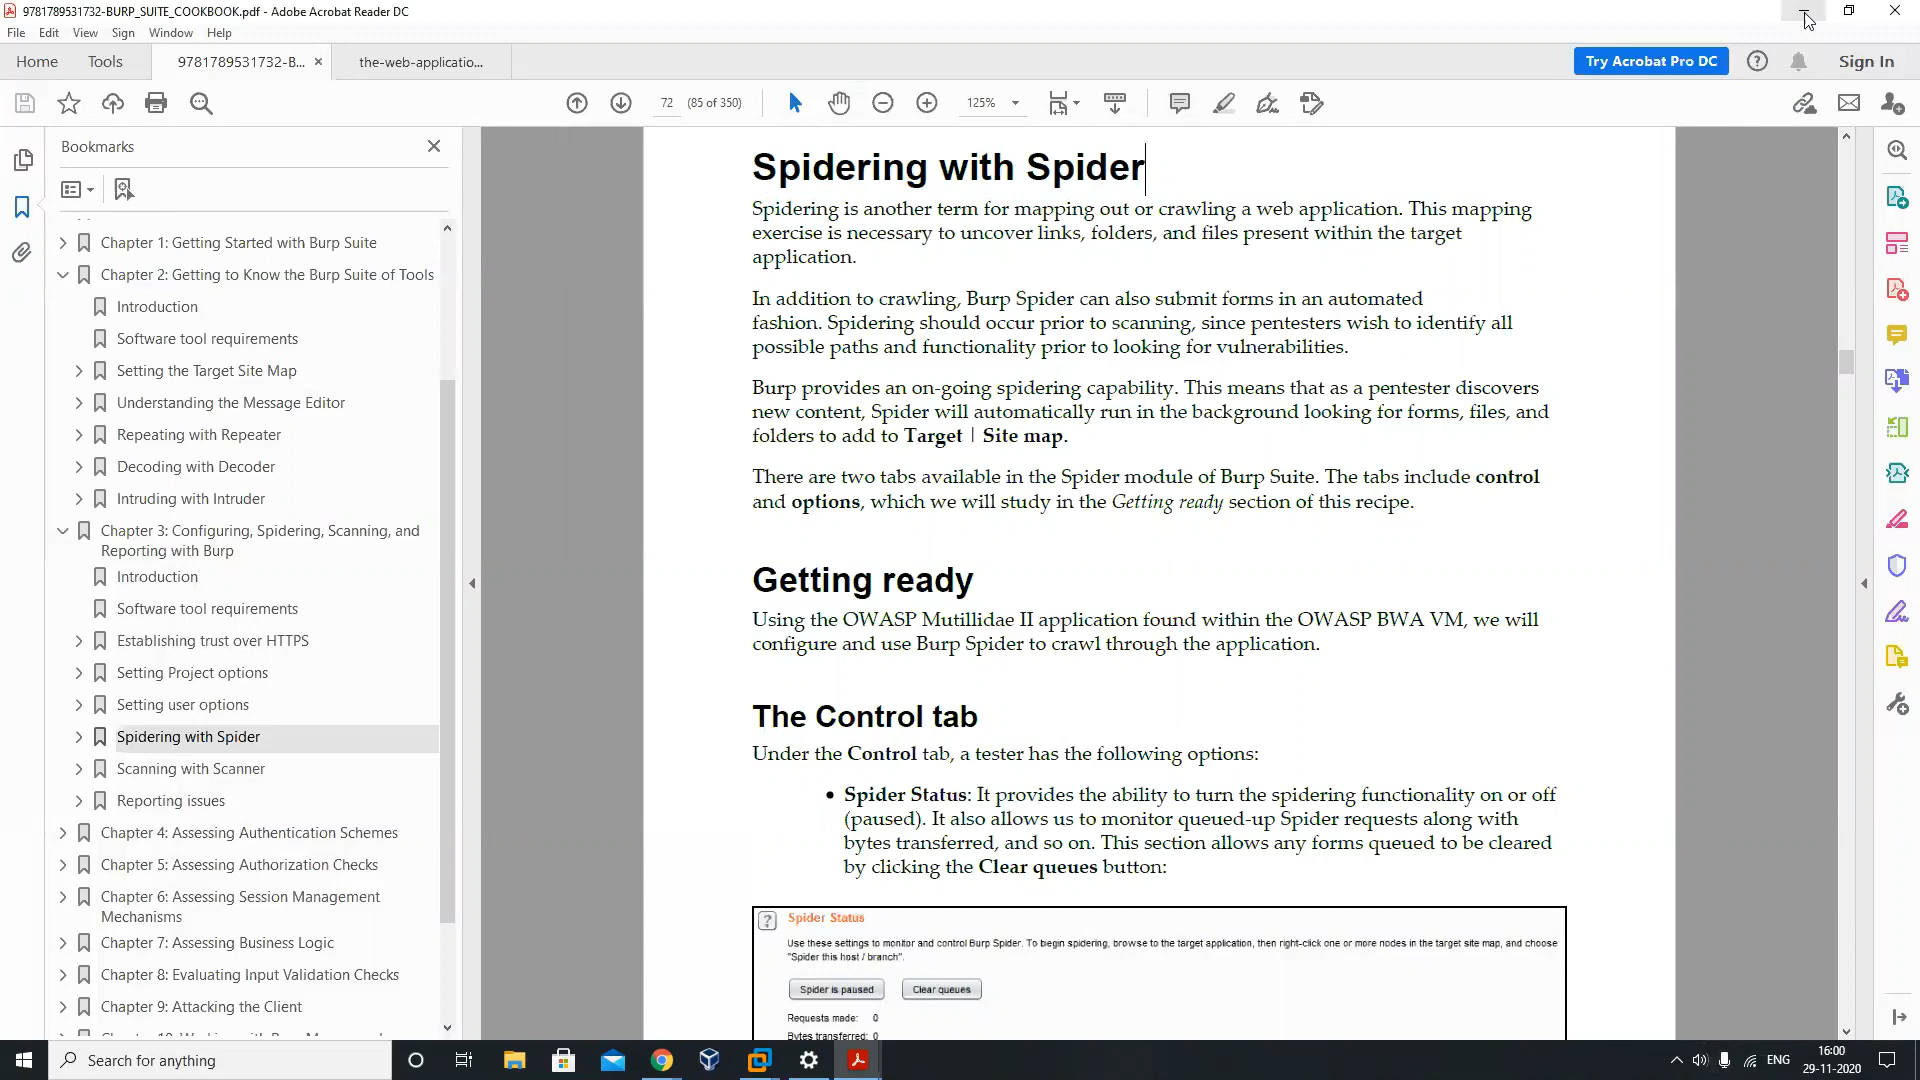 9781789531732-BURP_SUITE_COOKBOOK.pdf - Adobe Acrobat Reader DC
File Edit View Sign Window Help
Home Tools 9781789531732-B... × the-web-applicatio... Try Acrobat Pro DC Sign In
72 (85 of 350) 125%
Bookmarks
Chapter 1: Getting Started with Burp Suite
Chapter 2: Getting to Know the Burp Suite of Tools
Introduction
Software tool requirements
Setting the Target Site Map
Understanding the Message Editor
Repeating with Repeater
Decoding with Decoder
Intruding with Intruder
Chapter 3: Configuring, Spidering, Scanning, and
Reporting with Burp
Introduction
Software tool requirements
Establishing trust over HTTPS
Setting Project options
Setting user options
Spidering with Spider
Scanning with Scanner
Reporting issues
Chapter 4: Assessing Authentication Schemes
Chapter 5: Assessing Authorization Checks
Chapter 6: Assessing Session Management
Mechanisms
Chapter 7: Assessing Business Logic
Chapter 8: Evaluating Input Validation Checks
Chapter 9: Attacking the Client
Spidering with Spider
Spidering is another term for mapping out or crawling a web application. This mapping
exercise is necessary to uncover links, folders, and files present within the target
application.
In addition to crawling, Burp Spider can also submit forms in an automated
fashion. Spidering should occur prior to scanning, since pentesters wish to identify all
possible paths and functionality prior to looking for vulnerabilities.
Burp provides an on-going spidering capability. This means that as a pentester discovers
new content, Spider will automatically run in the background looking for forms, files, and
folders to add to Target | Site map.
There are two tabs available in the Spider module of Burp Suite. The tabs include control
and options, which we will study in the Getting ready section of this recipe.
Getting ready
Using the OWASP Mutillidae II application found within the OWASP BWA VM, we will
configure and use Burp Spider to crawl through the application.
The Control tab
Under the Control tab, a tester has the following options:
• Spider Status: It provides the ability to turn the spidering functionality on or off
(paused). It also allows us to monitor queued-up Spider requests along with
bytes transferred, and so on. This section allows any forms queued to be cleared
by clicking the Clear queues button:
? Spider Status
Use these settings to monitor and control Burp Spider. To begin spidering, browse to the target application, then right-click one or more nodes in the target site map, and choose
"Spider this host / branch".
Spider is paused Clear queues
Requests made: 0
Bytes transferred: 0
Search for anything
ENG
16:00
29-11-2020